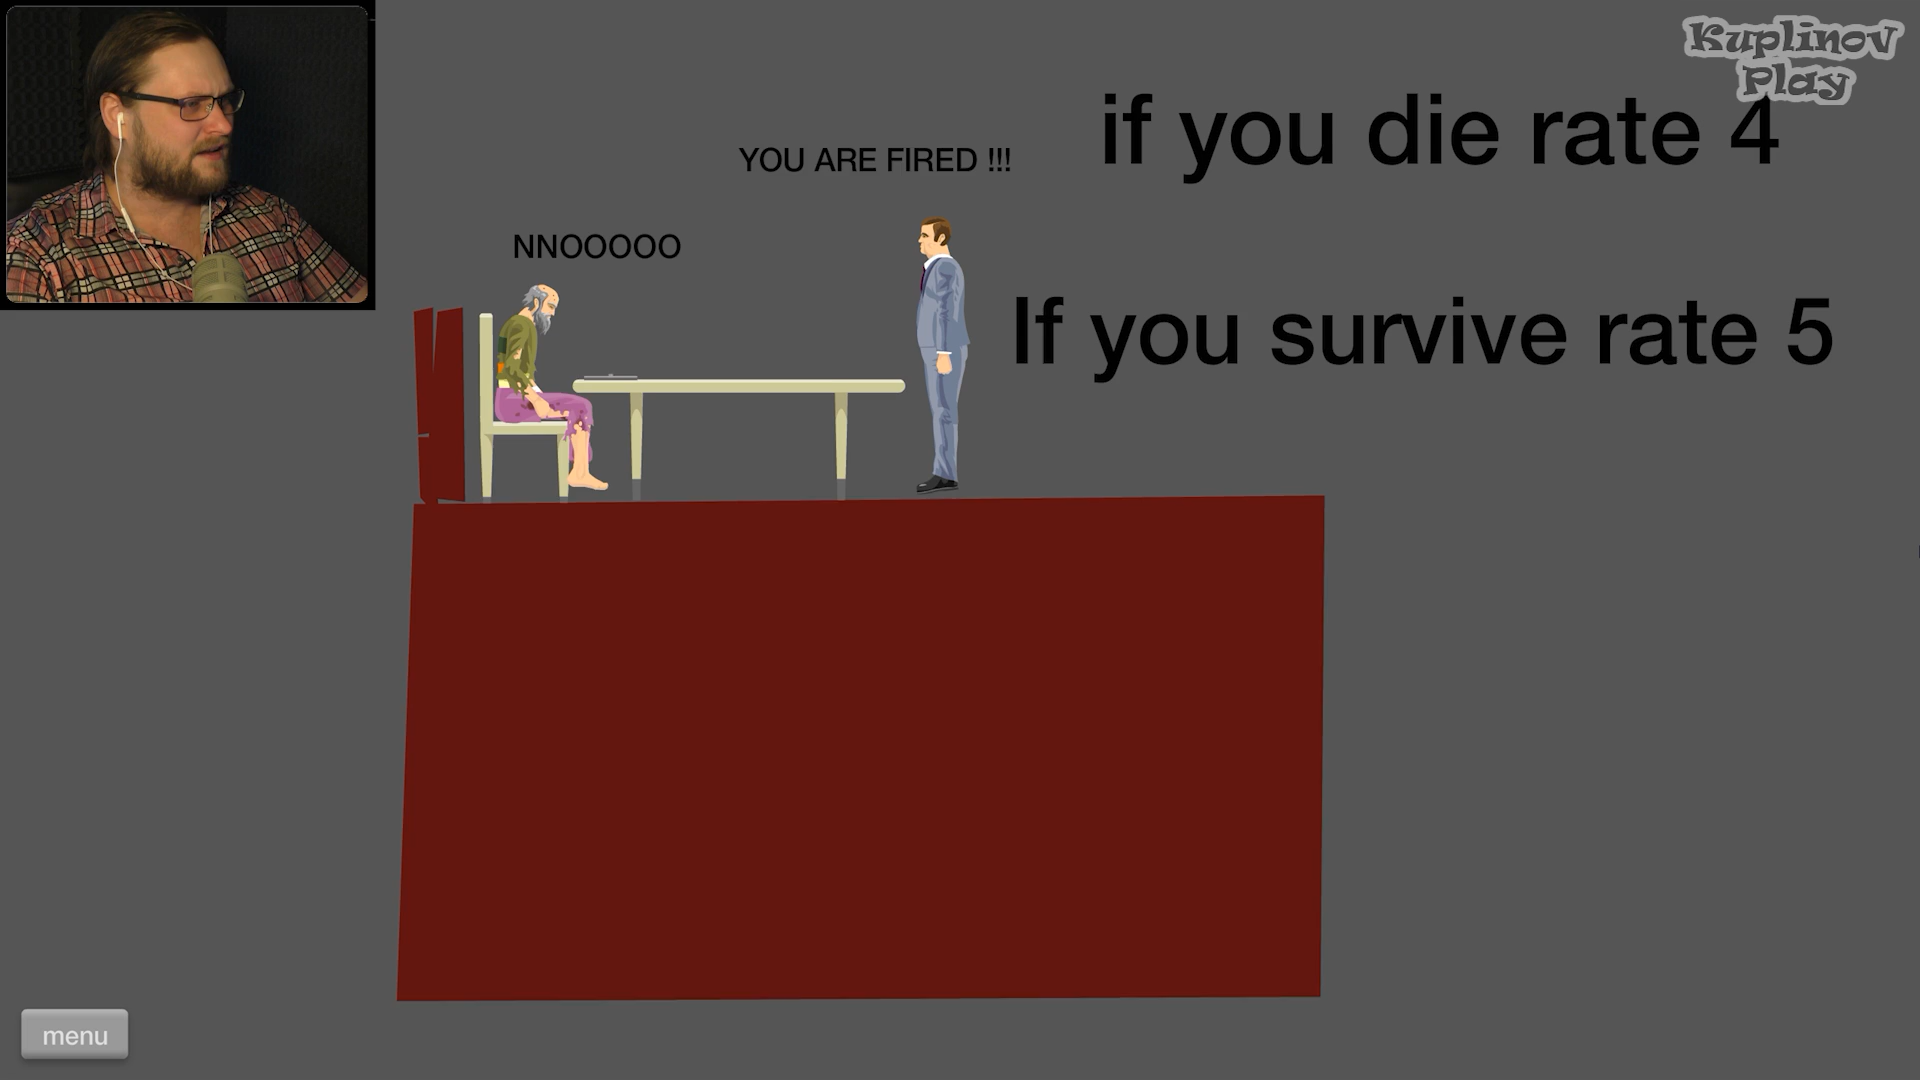 Kuplinov
Play
if you die rate 4
YOU ARE FIRED !!!
NNOOOOO
If you survive rate 5
menu